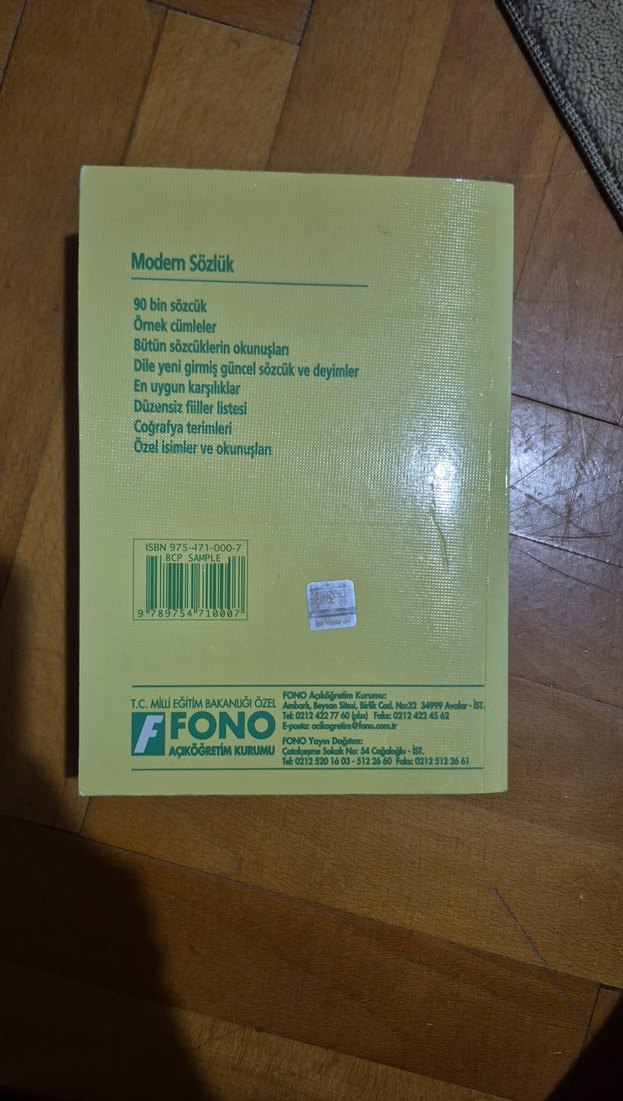 Modern Sözlük
90 bin sözcük
Örnek cümleler
Bütün sözcüklerin okunuşları
Dile yeni girmiş güncel sözcük ve deyimler
En uygun karşılıklar
Düzensiz fiiller listesi
Coğrafya terimleri
Özel isimler ve okunuşları
ISBN 975-471-000-7
BCP SAMPLE
9 789754 710007
T.C. MİLLİ EĞİTİM BAKANLIĞI ÖZEL
F FONO
AÇIKÖĞRETİM KURUMU
FONO Açıköğretim Kurumu:
Ambarlı, Beysan Sitesi, Birlik Cad. No:32 34999 Avcılar - İST.
Tel: 0212 422 77 60 (pbx) Faks: 0212 422 45 62
E-posta: acikogretim@fono.com.tr
FONO Yayın Dağıtım:
Çatalçeşme Sokak No: 54 Cağaloğlu - İST.
Tel: 0212 520 16 03 - 512 26 60 Faks: 0212 512 26 61